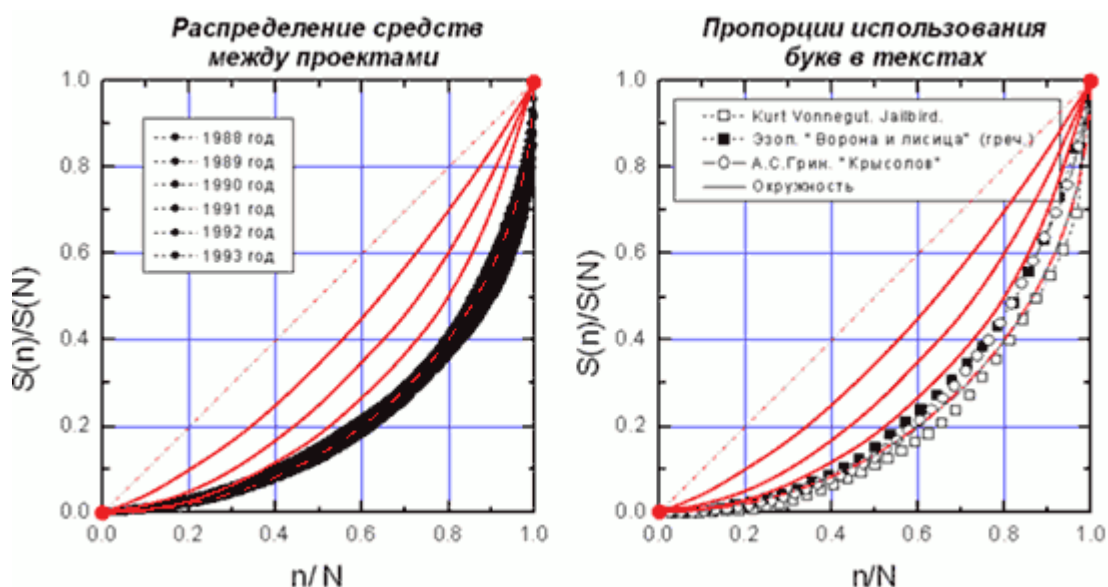 Распределение средств
между проектами
1.0
0.8
0.6
0.4
0.2
0.0
S(n)/S(N)
1988 год
1989 год
1990 год
1991 год
1992 год
1993 год
0.0 0.2 0.4 0.6 0.8 1.0
n/ N
Пропорции использования
букв в текстах
1.0
0.8
0.6
0.4
0.2
0.0
S(n)/S(N)
Kurt Vonnegut. Jailbird.
Эзоп. "Ворона и лисица" (греч.)
А.С.Грин. "Крысолов"
Окружность
0.0 0.2 0.4 0.6 0.8 1.0
n/N